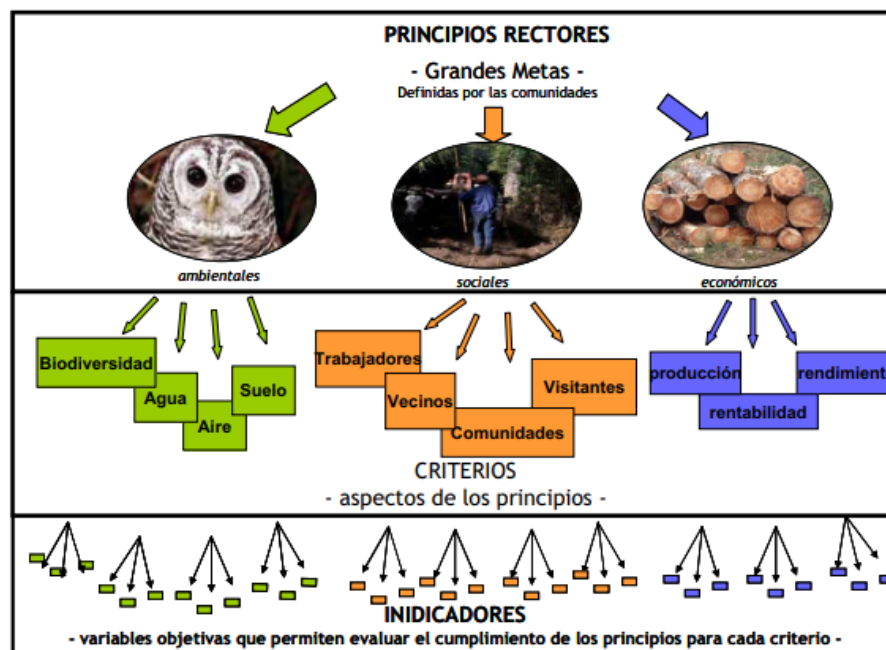 PRINCIPIOS RECTORES
- Grandes Metas -
Definidas por las comunidades
ambientales
sociales
económicos
Biodiversidad
Agua
Aire
Suelo
Trabajadores
Vecinos
Comunidades
Visitantes
producción
rentabilidad
rendimient
CRITERIOS
- aspectos de los principios -
INIDICADORES
- variables objetivas que permiten evaluar el cumplimiento de los principios para cada criterio -